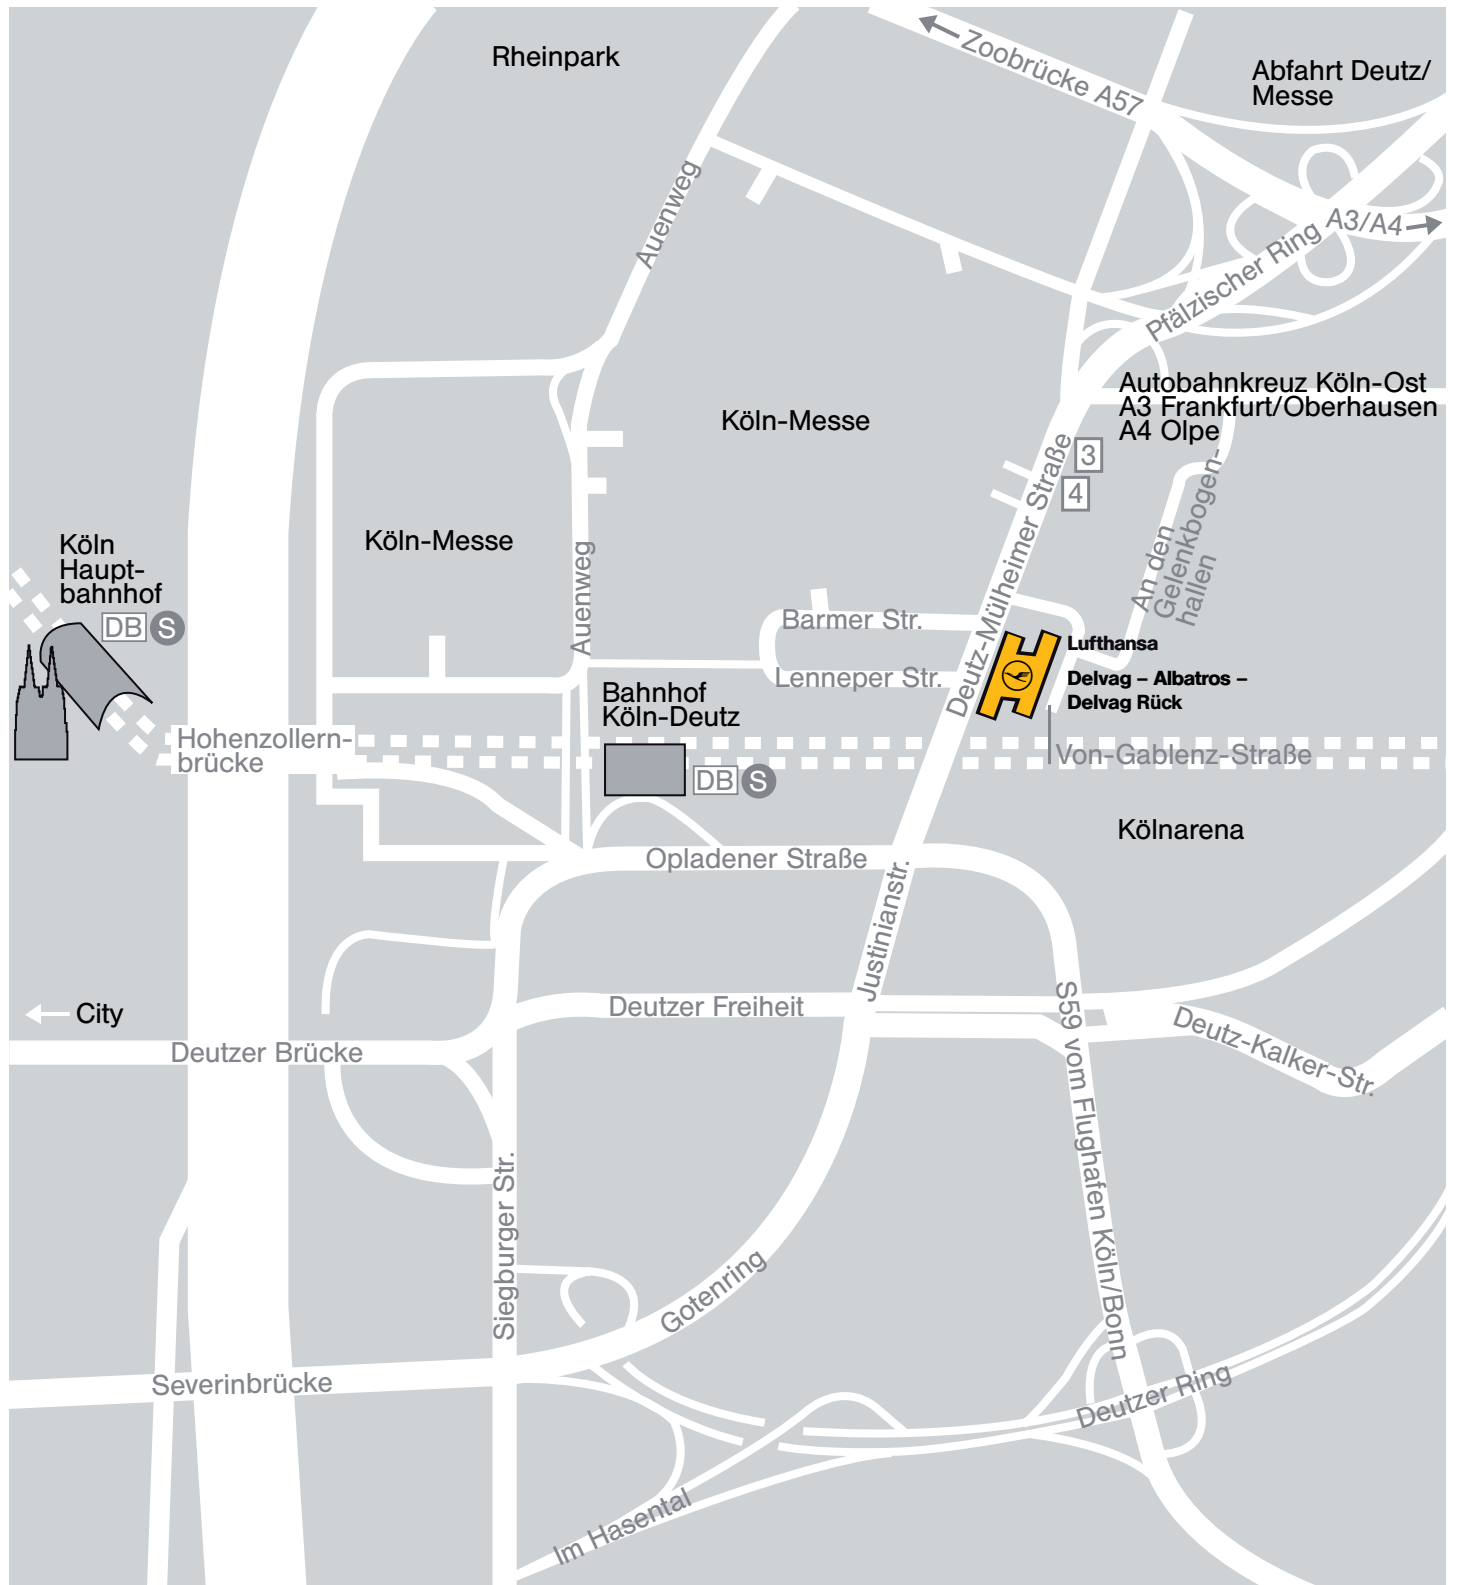 Rheinpark
Zoobrücke A57
Abfahrt Deutz/
Messe
Auenweg
A3/A4
Pfälzischer Ring
Autobahnkreuz Köln-Ost
A3 Frankfurt/Oberhausen
A4 Olpe
Köln-Messe
3
4
Deutz-Mülheimer Straße
An den
Gelenkbogen-
hallen
Köln
Haupt-
bahnhof
DB S
Köln-Messe
Auenweg
Barmer Str.
Lenneper Str.
Lufthansa
Delvag – Albatros –
Delvag Rück
Bahnhof
Köln-Deutz
DB S
Hohenzollern-
brücke
Von-Gablenz-Straße
Kölnarena
Opladener Straße
Justinianstr.
City
Deutzer Freiheit
Deutzer Brücke
S59 vom Flughafen Köln/Bonn
Deutz-Kalker-Str.
Siegburger Str.
Gotenring
Severinbrücke
Deutzer Ring
Im Hasental